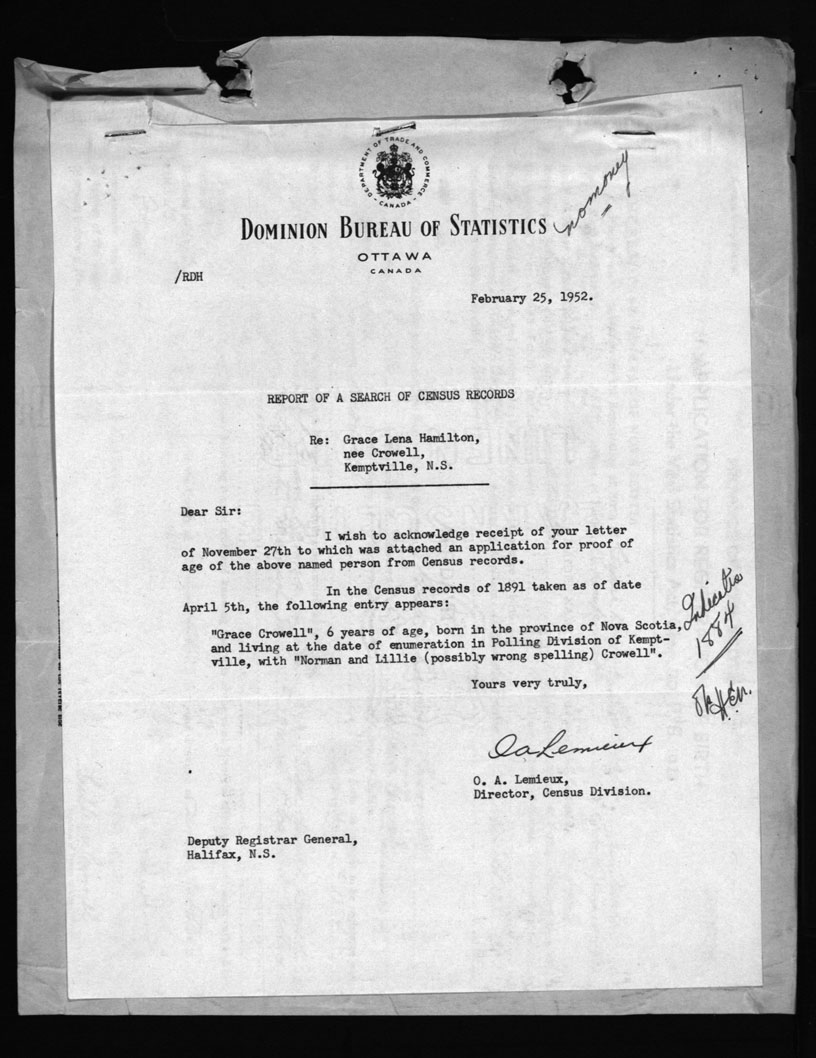 DEPARTMENT OF TRADE AND COMMERCE
- CANADA -
no money
DOMINION BUREAU OF STATISTICS
OTTAWA
CANADA
/RDH
February 25, 1952.
REPORT OF A SEARCH OF CENSUS RECORDS
Re: Grace Lena Hamilton,
nee Crowell,
Kemptville, N.S.
Dear Sir:
I wish to acknowledge receipt of your letter
of November 27th to which was attached an application for proof of
age of the above named person from Census records.
In the Census records of 1891 taken as of date
April 5th, the following entry appears:
"Grace Crowell", 6 years of age, born in the province of Nova Scotia,
and living at the date of enumeration in Polling Division of Kempt-
ville, with "Norman and Lillie (possibly wrong spelling) Crowell".
Indicates
1884
Yours very truly,
O A Lemieux
O. A. Lemieux,
Director, Census Division.
Deputy Registrar General,
Halifax, N.S.